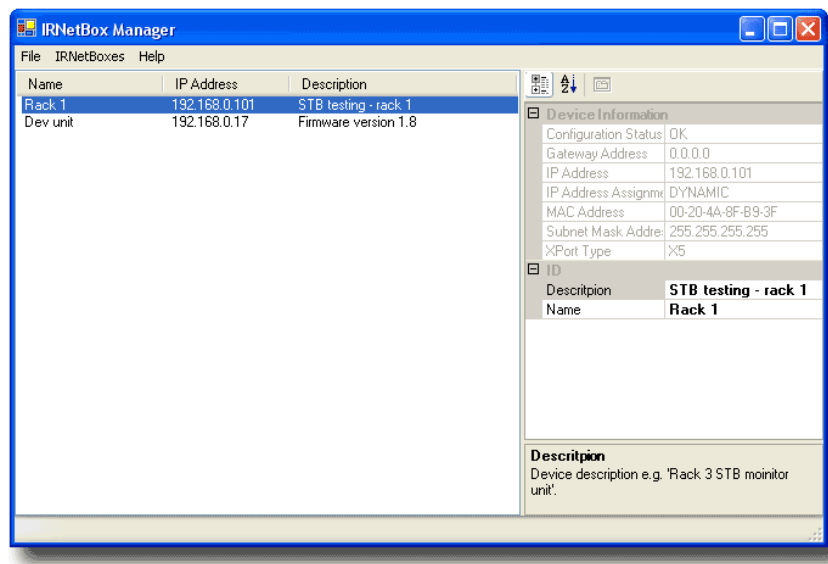 IRNetBox Manager
File IRNetBoxes Help
Name IP Address Description
Rack 1 192.168.0.101 STB testing - rack 1
Dev unit 192.168.0.17 Firmware version 1.8
Device Information
Configuration Status OK
Gateway Address 0.0.0.0
IP Address 192.168.0.101
IP Address Assignme DYNAMIC
MAC Address 00-20-4A-8F-B9-3F
Subnet Mask Addre: 255.255.255.255
XPort Type X5
ID
Descritpion STB testing - rack 1
Name Rack 1
Descritpion
Device description e.g. 'Rack 3 STB moinitor
unit'.